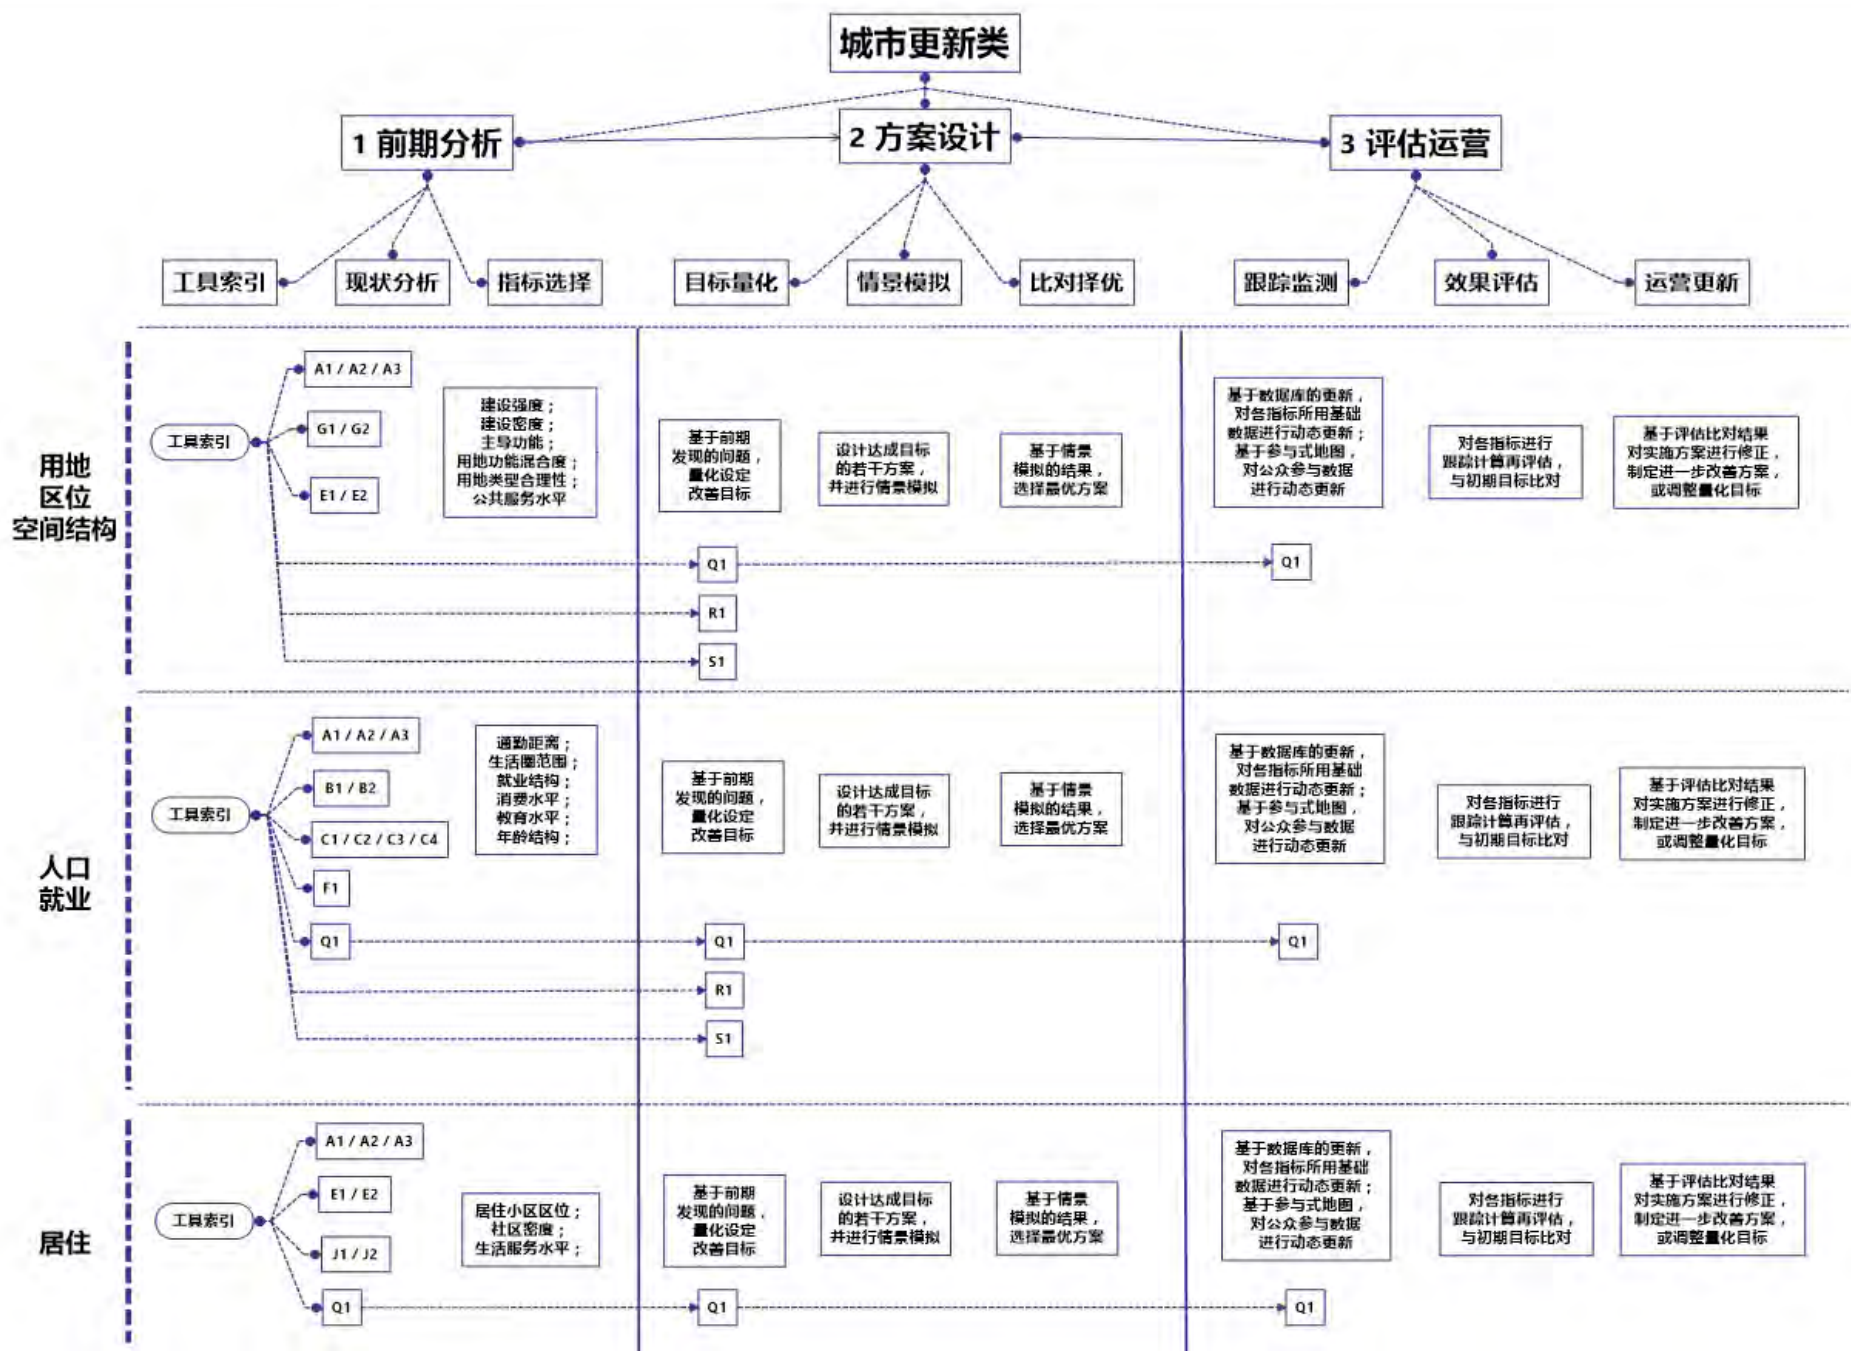 城市更新类
1 前期分析
2 方案设计
3 评估运营
工具索引
现状分析
指标选择
目标量化
情景模拟
比对择优
跟踪监测
效果评估
运营更新
用地
区位
空间结构
工具索引
A1 / A2 / A3
G1 / G2
E1 / E2
建设强度；
建设密度；
主导功能；
用地功能混合度；
用地类型合理性；
公共服务水平
基于前期
发现的问题，
量化设定
改善目标
设计达成目标
的若干方案，
并进行情景模拟
基于情景
模拟的结果，
选择最优方案
基于数据库的更新，
对各指标所用基础
数据进行动态更新；
基于参与式地图，
对公众参与数据
进行动态更新
对各指标进行
跟踪计算再评估，
与初期目标比对
基于评估比对结果
对实施方案进行修正，
制定进一步改善方案，
或调整量化目标
Q1
Q1
R1
S1
人口
就业
工具索引
A1 / A2 / A3
B1 / B2
C1 / C2 / C3 / C4
F1
Q1
通勤距离；
生活圈范围；
就业结构；
消费水平；
教育水平；
年龄结构；
基于前期
发现的问题，
量化设定
改善目标
设计达成目标
的若干方案，
并进行情景模拟
基于情景
模拟的结果，
选择最优方案
基于数据库的更新，
对各指标所用基础
数据进行动态更新；
基于参与式地图，
对公众参与数据
进行动态更新
对各指标进行
跟踪计算再评估，
与初期目标比对
基于评估比对结果
对实施方案进行修正，
制定进一步改善方案，
或调整量化目标
Q1
Q1
R1
S1
居住
工具索引
A1 / A2 / A3
E1 / E2
J1 / J2
Q1
居住小区区位；
社区密度；
生活服务水平；
基于前期
发现的问题，
量化设定
改善目标
设计达成目标
的若干方案，
并进行情景模拟
基于情景
模拟的结果，
选择最优方案
基于数据库的更新，
对各指标所用基础
数据进行动态更新；
基于参与式地图，
对公众参与数据
进行动态更新
对各指标进行
跟踪计算再评估，
与初期目标比对
基于评估比对结果
对实施方案进行修正，
制定进一步改善方案，
或调整量化目标
Q1
Q1